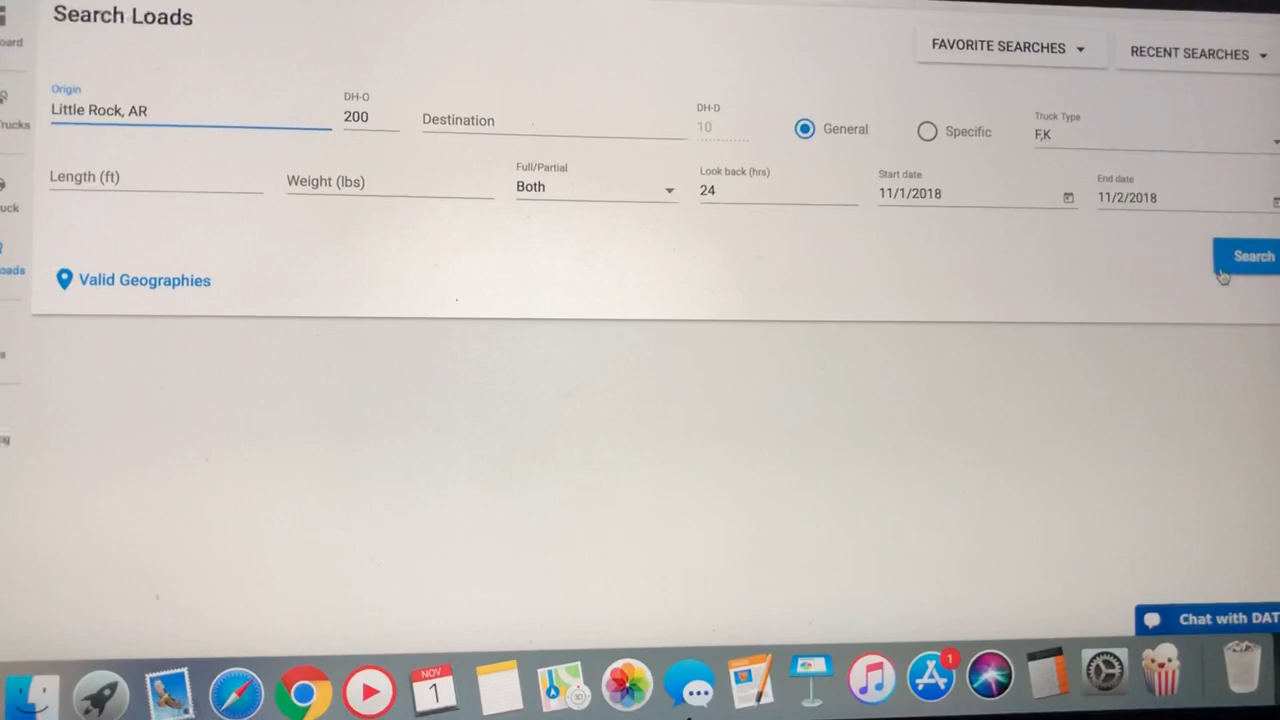 Search Loads
FAVORITE SEARCHES
RECENT SEARCHES
Origin
Little Rock, AR
DH-O
200
Destination
DH-D
10
General
Specific
Truck Type
F,K
Length (ft)
Weight (lbs)
Full/Partial
Both
Look back (hrs)
24
Start date
11/1/2018
End date
11/2/2018
Search
Valid Geographies
Chat with DAT
NOV
1
1